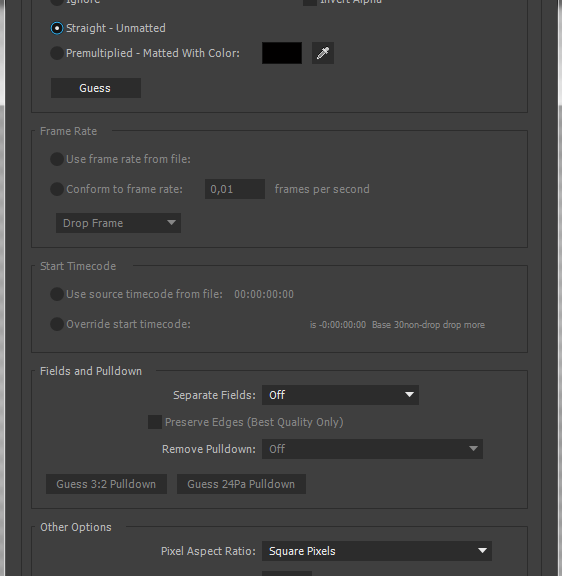 Ignore Invert Alpha
Straight - Unmatted
Premultiplied - Matted With Color:
Guess
Frame Rate
Use frame rate from file:
Conform to frame rate: 0,01 frames per second
Drop Frame
Start Timecode
Use source timecode from file: 00:00:00:00
Override start timecode: is -0:00:00:00 Base 30non-drop drop more
Fields and Pulldown
Separate Fields: Off
Preserve Edges (Best Quality Only)
Remove Pulldown: Off
Guess 3:2 Pulldown Guess 24Pa Pulldown
Other Options
Pixel Aspect Ratio: Square Pixels